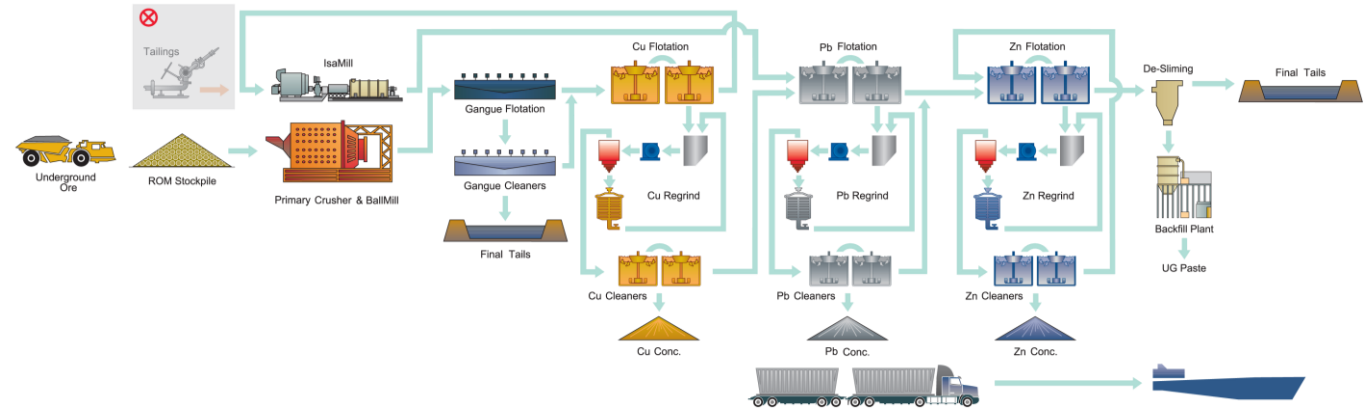 Tailings
IsaMill
Underground
Ore
ROM Stockpile
Primary Crusher & BallMill
Gangue Flotation
Gangue Cleaners
Final Tails
Cu Flotation
Cu Regrind
Cu Cleaners
Cu Conc.
Pb Flotation
Pb Regrind
Pb Cleaners
Pb Conc.
Zn Flotation
Zn Regrind
Zn Cleaners
Zn Conc.
De-Sliming
Final Tails
Backfill Plant
UG Paste